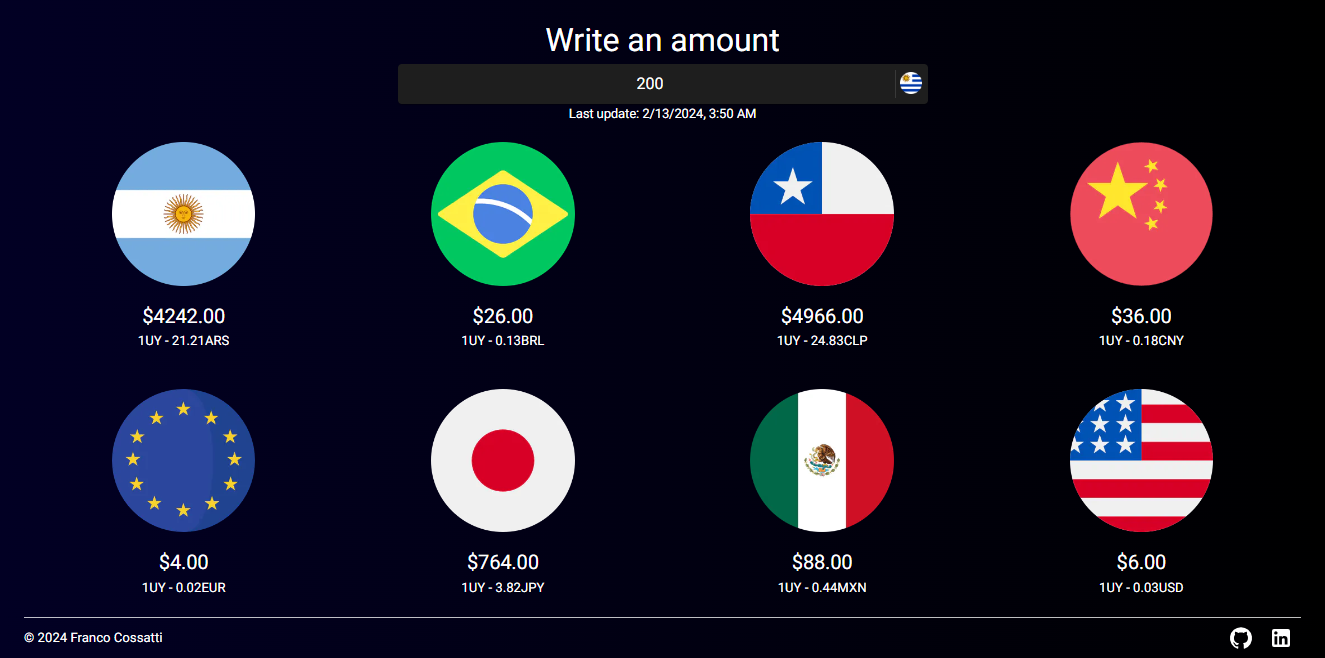 Write an amount
200
Last update: 2/13/2024, 3:50 AM
$4242.00
1UY - 21.21ARS
$26.00
1UY - 0.13BRL
$4966.00
1UY - 24.83CLP
$36.00
1UY - 0.18CNY
$4.00
1UY - 0.02EUR
$764.00
1UY - 3.82JPY
$88.00
1UY - 0.44MXN
$6.00
1UY - 0.03USD
© 2024 Franco Cossatti
in